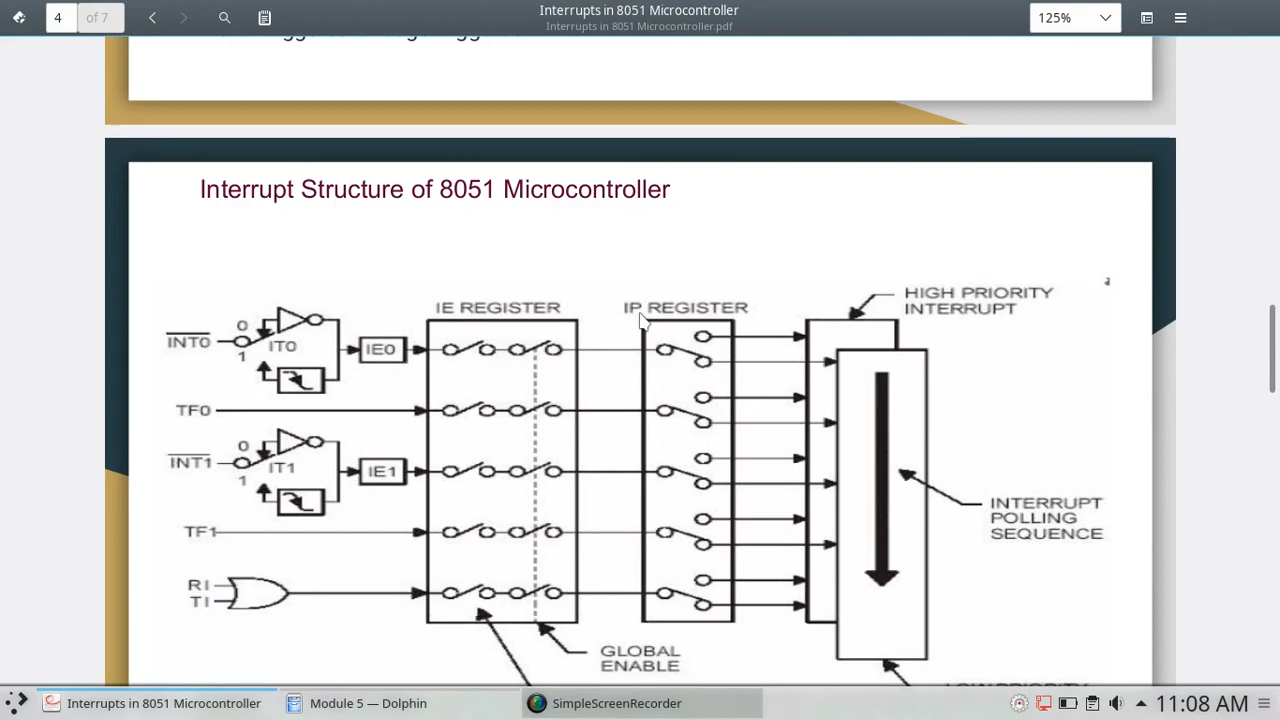 4 of 7
Interrupts in 8051 Microcontroller
Interrupts in 8051 Microcontroller.pdf
125%
Interrupt Structure of 8051 Microcontroller
IE REGISTER
IP REGISTER
HIGH PRIORITY
INTERRUPT
INT0
0
1
IT0
IE0
TF0
INT1
0
1
IT1
IE1
TF1
RI
TI
INTERRUPT
POLLING
SEQUENCE
GLOBAL
ENABLE
Interrupts in 8051 Microcontroller
Module 5 — Dolphin
SimpleScreenRecorder
11:08 AM